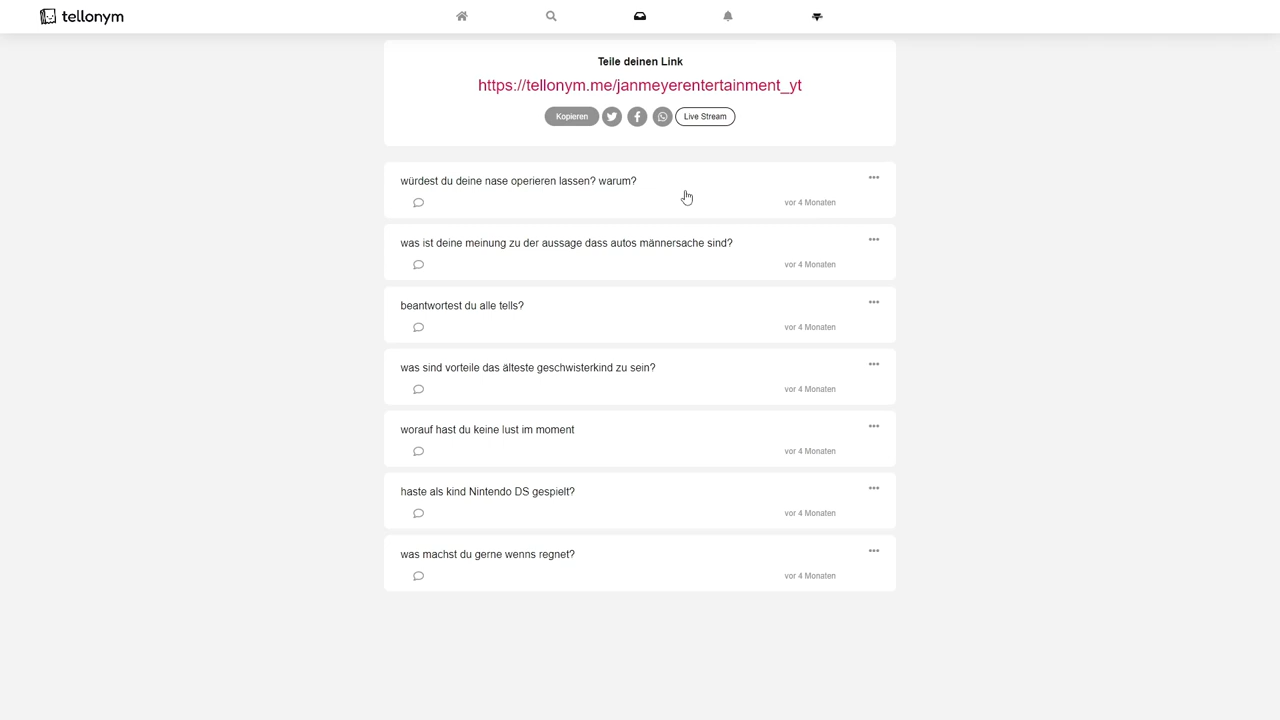 tellonym
Teile deinen Link
https://tellonym.me/janmeyerentertainment_yt
Kopieren
Live Stream
würdest du deine nase operieren lassen? warum?
vor 4 Monaten
was ist deine meinung zu der aussage dass autos männersache sind?
vor 4 Monaten
beantwortest du alle tells?
vor 4 Monaten
was sind vorteile das älteste geschwisterkind zu sein?
vor 4 Monaten
worauf hast du keine lust im moment
vor 4 Monaten
haste als kind Nintendo DS gespielt?
vor 4 Monaten
was machst du gerne wenns regnet?
vor 4 Monaten